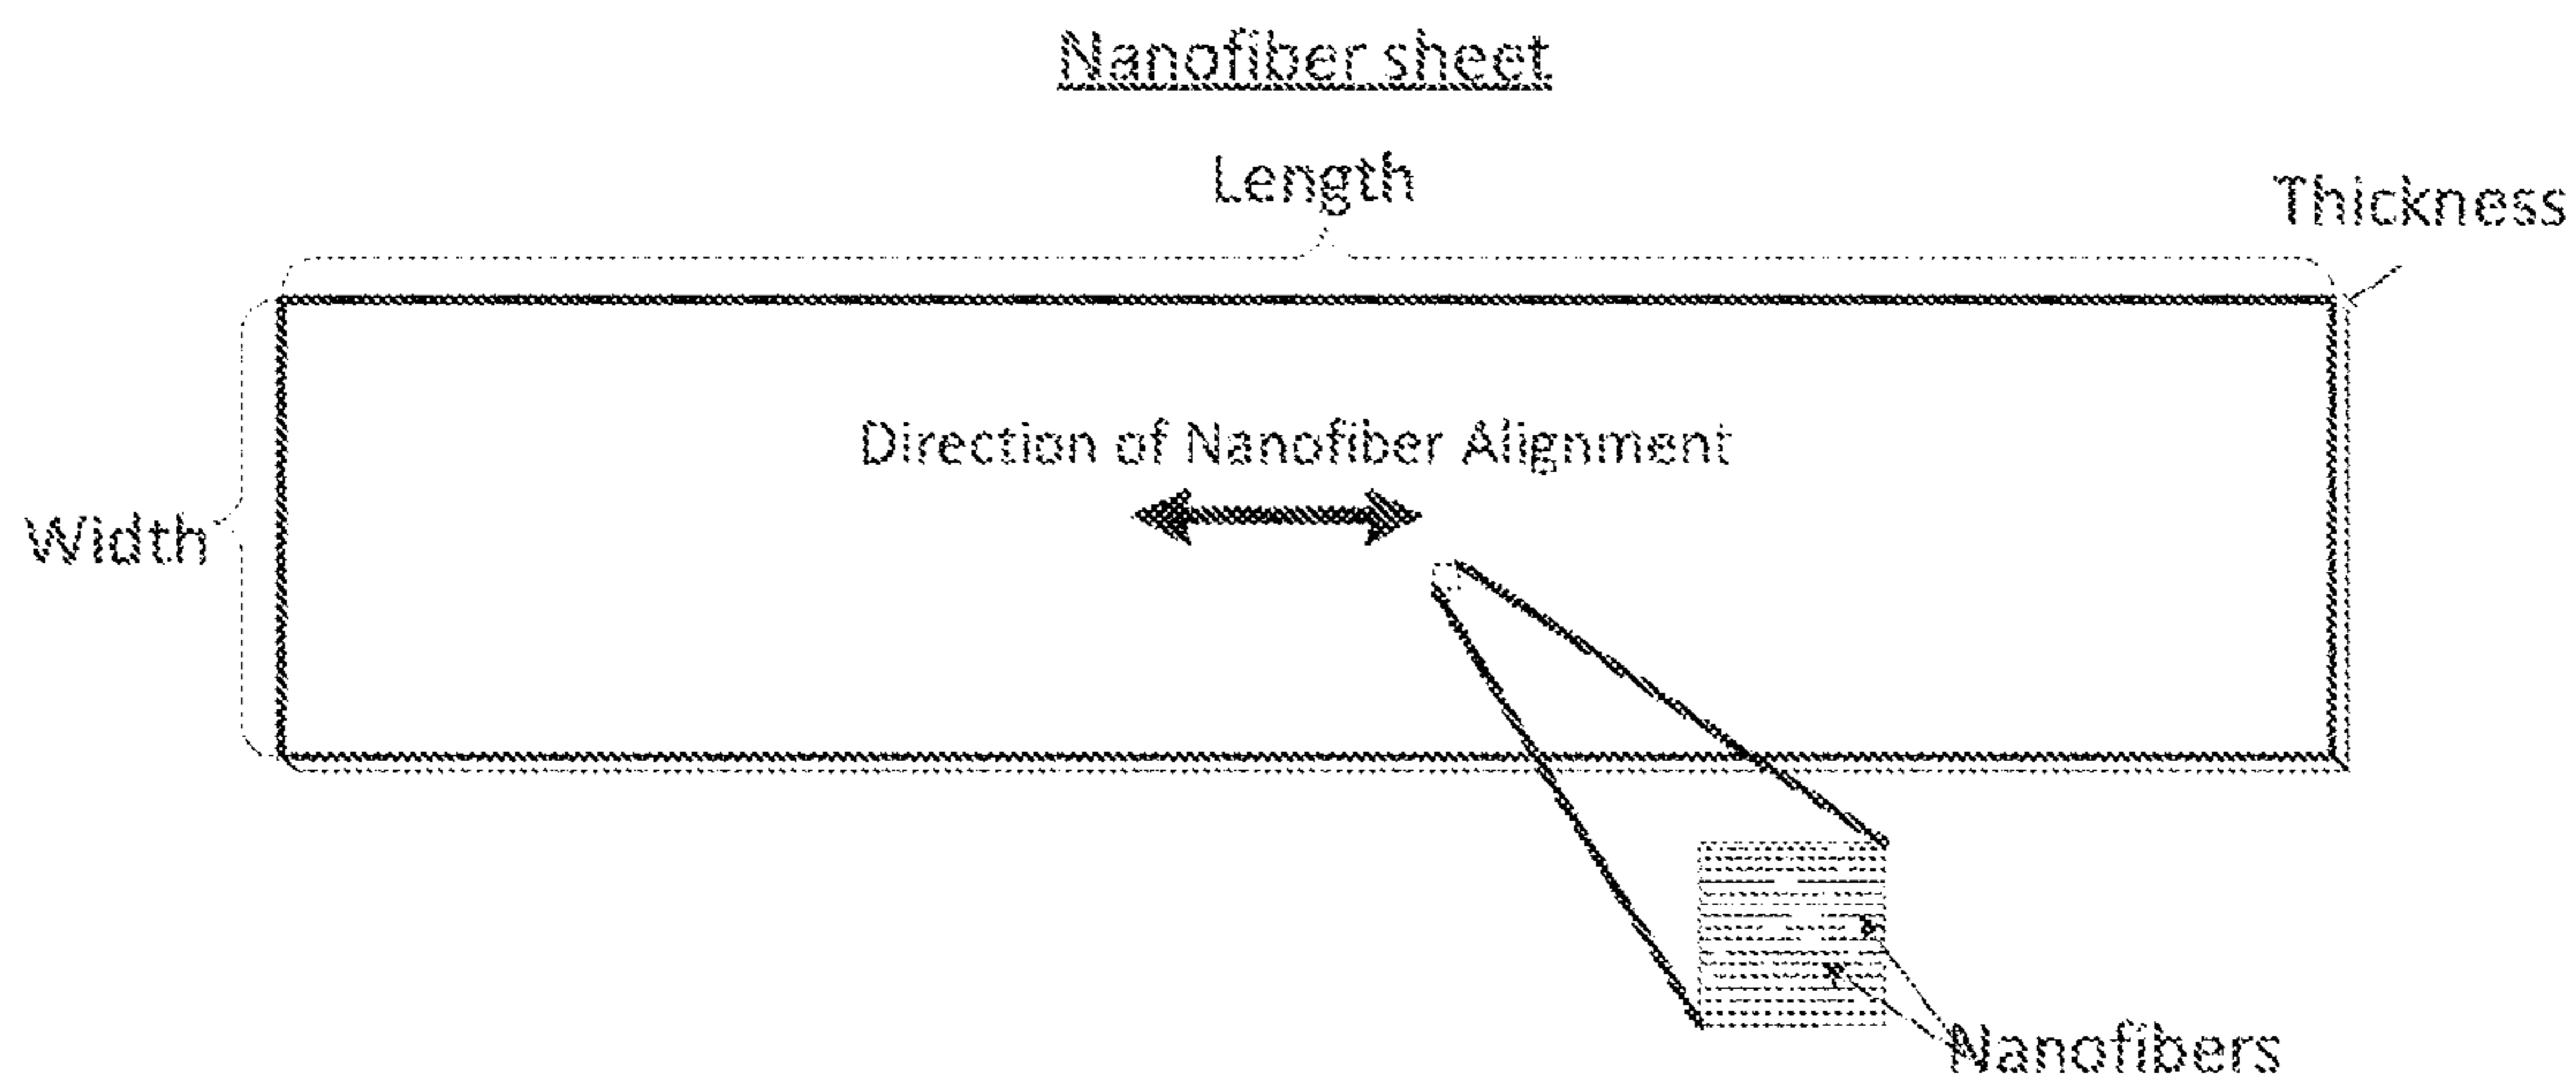 Nanofiber sheet
Length
Thickness
Direction of Nanofiber Alignment
Width
Nanofibers